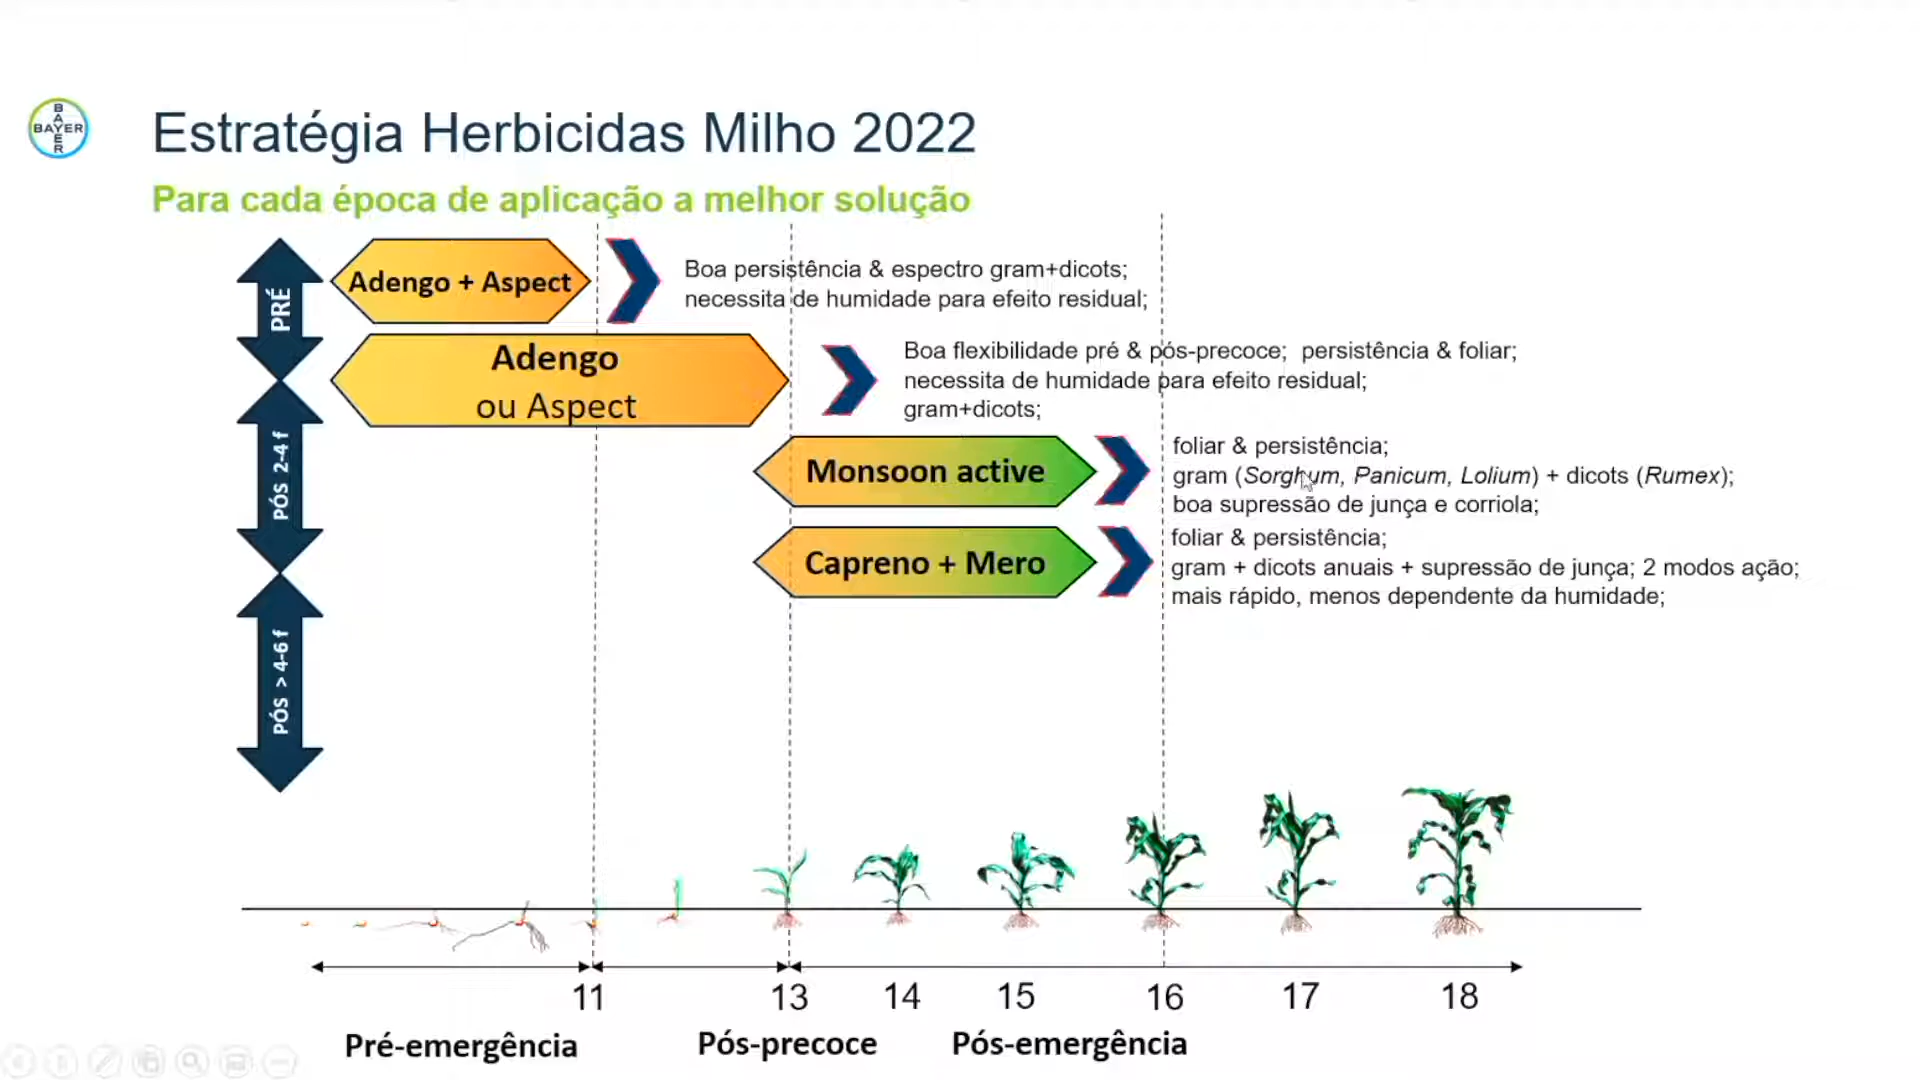 BAYER
BAYER
Estratégia Herbicidas Milho 2022
Para cada época de aplicação a melhor solução
PRÉ
Adengo + Aspect
Boa persistência & espectro gram+dicots;
necessita de humidade para efeito residual;
Adengo
ou Aspect
Boa flexibilidade pré & pós-precoce; persistência & foliar;
necessita de humidade para efeito residual;
gram+dicots;
PÓS 2-4 f
Monsoon active
foliar & persistência;
gram (Sorghum, Panicum, Lolium) + dicots (Rumex);
boa supressão de junça e corriola;
Capreno + Mero
foliar & persistência;
gram + dicots anuais + supressão de junça; 2 modos ação;
mais rápido, menos dependente da humidade;
PÓS > 4-6 f
11 13 14 15 16 17 18
Pré-emergência Pós-precoce Pós-emergência